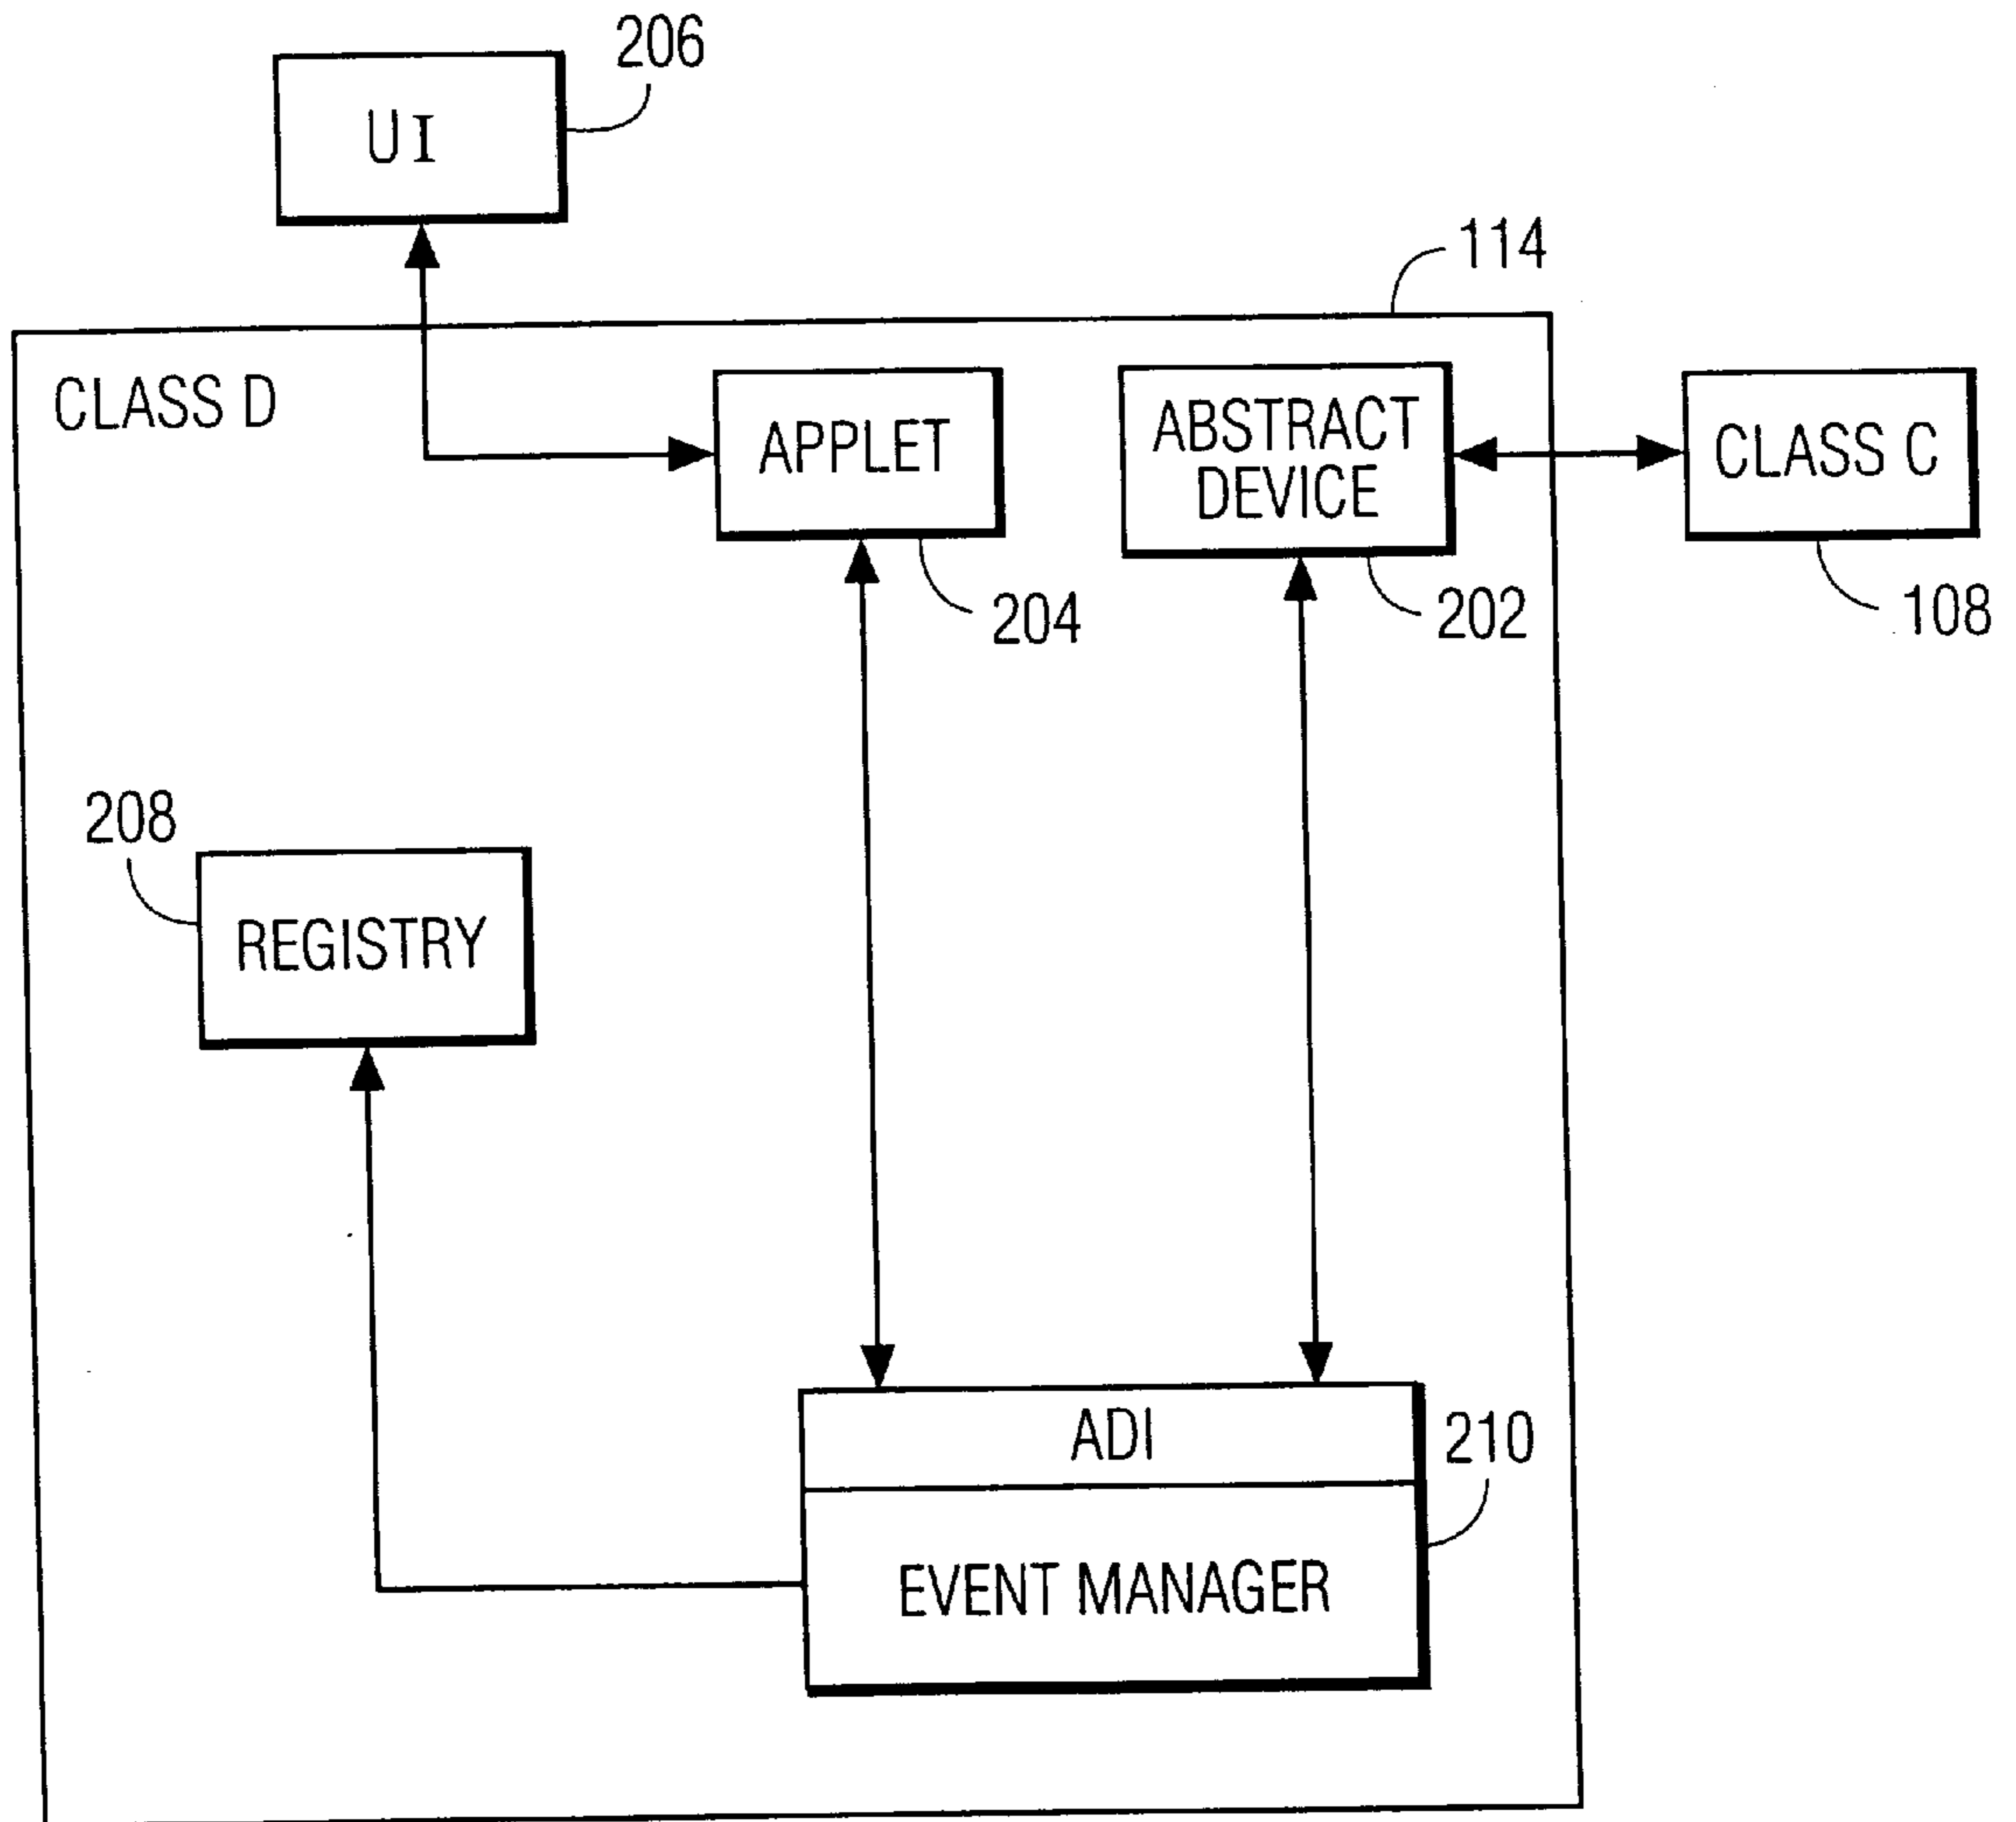 206
UI
114
CLASS D
APPLET
ABSTRACT
DEVICE
CLASS C
204
202
108
208
REGISTRY
ADI
210
EVENT MANAGER